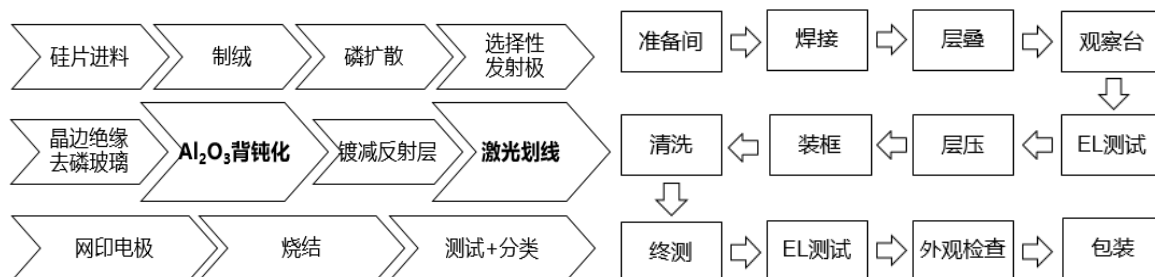 硅片进料
制绒
磷扩散
选择性
发射极
晶边绝缘
去磷玻璃
Al₂O₃背钝化
镀减反射层
激光划线
网印电极
烧结
测试+分类
准备间
焊接
层叠
观察台
EL测试
层压
装框
清洗
终测
EL测试
外观检查
包装